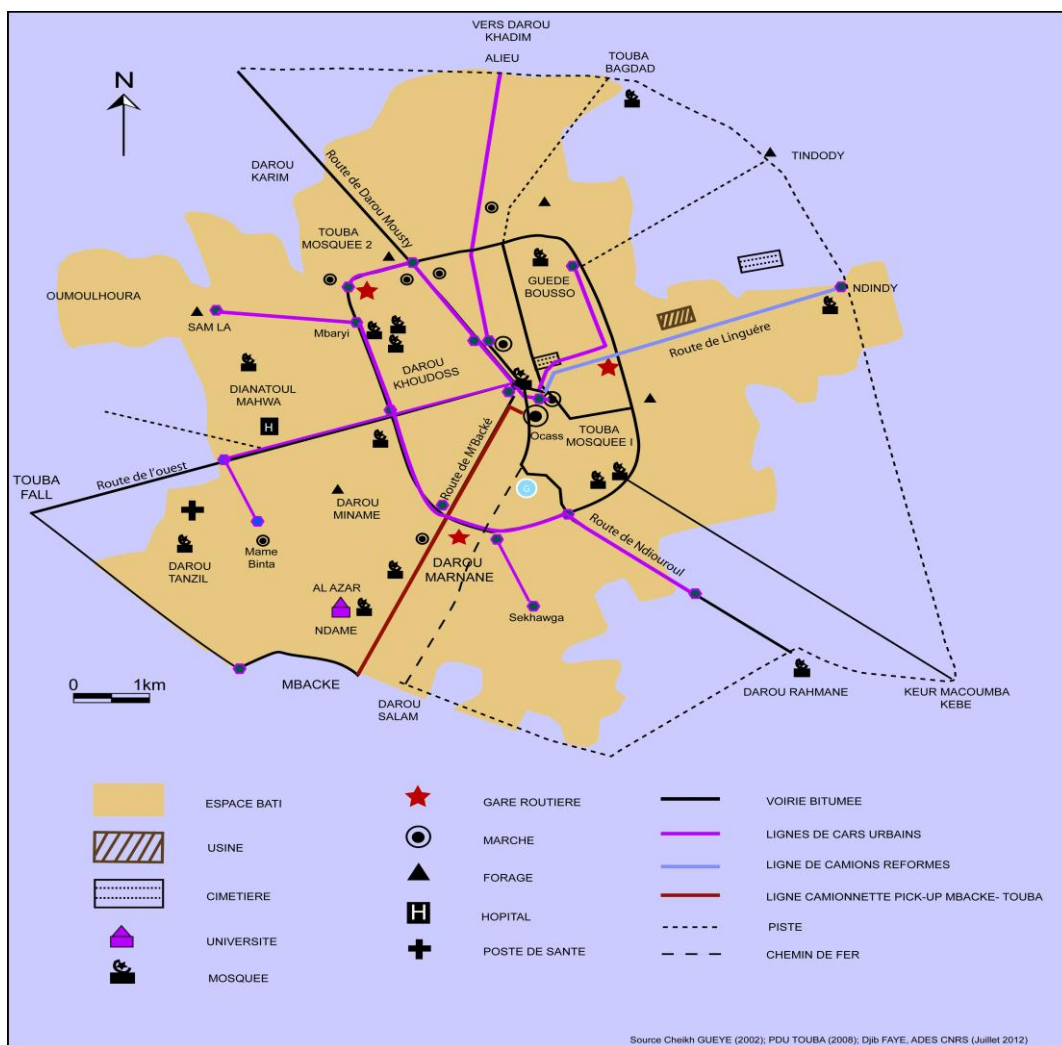 VERS DAROU
KHADIM
ALIEU
TOUBA
BAGDAD
N
TINDODY
DAROU
KARIM
Route de Darou Mousty
TOUBA
MOSQUEE 2
GUEDE
BOUSSO
OUMOULHOURA
NDINDY
SAM LA
Mbaryi
Route de Linguére
DAROU
KHOUDOSS
DIANATOUL
MAHWA
H
Ocass
TOUBA
MOSQUEE I
Route de M'Backé
Route de l'ouest
TOUBA
FALL
G
DAROU
MINAME
Route de Ndiouroul
Mame
Binta
DAROU
TANZIL
DAROU
MARNANE
AL AZAR
NDAME
Sekhawga
MBACKE
0 1km
DAROU
SALAM
DAROU RAHMANE
KEUR MACOUMBA
KEBE
ESPACE BATI
USINE
CIMETIERE
UNIVERSITE
MOSQUEE
GARE ROUTIERE
MARCHE
FORAGE
H
HOPITAL
POSTE DE SANTE
VOIRIE BITUMEE
LIGNES DE CARS URBAINS
LIGNE DE CAMIONS REFORMES
LIGNE CAMIONNETTE PICK-UP MBACKE- TOUBA
PISTE
CHEMIN DE FER
Source Cheikh GUEYE (2002); PDU TOUBA (2008); Djib FAYE, ADES CNRS (Juillet 2012)